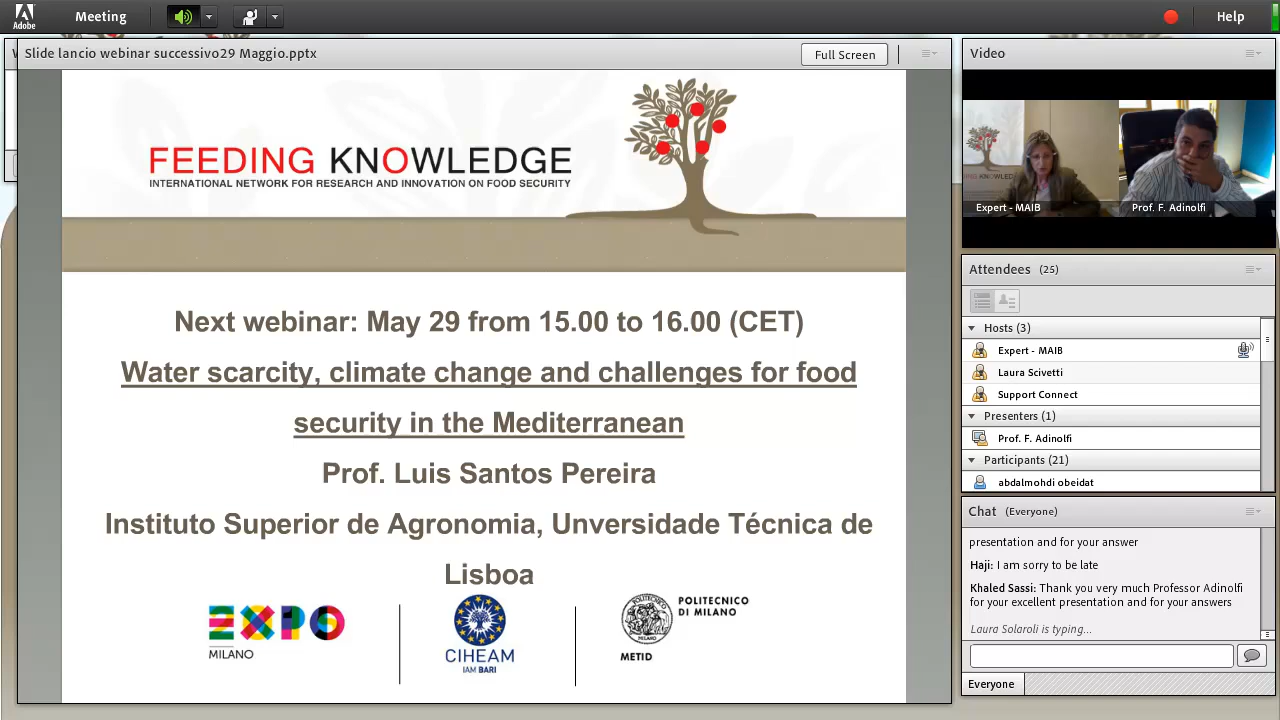 Adobe
Meeting
Help
Slide lancio webinar successivo29 Maggio.pptx
Full Screen
FEEDING KNOWLEDGE
INTERNATIONAL NETWORK FOR RESEARCH AND INNOVATION ON FOOD SECURITY
Next webinar: May 29 from 15.00 to 16.00 (CET)
Water scarcity, climate change and challenges for food
security in the Mediterranean
Prof. Luis Santos Pereira
Instituto Superior de Agronomia, Unversidade Técnica de
Lisboa
EXPO
MILANO
CIHEAM
IAM BARI
POLITECNICO
DI MILANO
METID
Video
KNOWLEDGE
Expert - MAIB
Prof. F. Adinolfi
Attendees (25)
Hosts (3)
Expert - MAIB
Laura Scivetti
Support Connect
Presenters (1)
Prof. F. Adinolfi
Participants (21)
abdalmohdi obeidat
Chat (Everyone)
presentation and for your answer
Haji: I am sorry to be late
Khaled Sassi: Thank you very much Professor Adinolfi
for your excellent presentation and for your answers
Laura Solaroli is typing...
Everyone